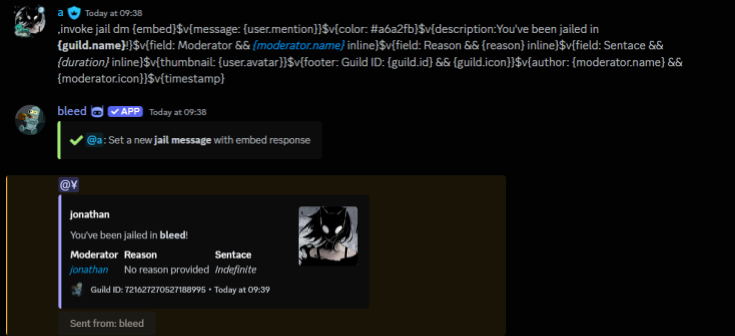 a Today at 09:38
,invoke jail dm {embed}$v{message: {user.mention}}$v{color: #a6a2fb}$v{description:You've been jailed in
{guild.name}!}$v{field: Moderator && {moderator.name} inline}$v{field: Reason && {reason} inline}$v{field: Sentace &&
{duration} inline}$v{thumbnail: {user.avatar}}$v{footer: Guild ID: {guild.id} && {guild.icon}}$v{author: {moderator.name} &&
{moderator.icon}}$v{timestamp}
bleed APP Today at 09:38
@a: Set a new jail message with embed response
@¥
jonathan
You've been jailed in bleed!
Moderator Reason Sentace
jonathan No reason provided Indefinite
Guild ID: 721627270527188995 • Today at 09:39
Sent from: bleed